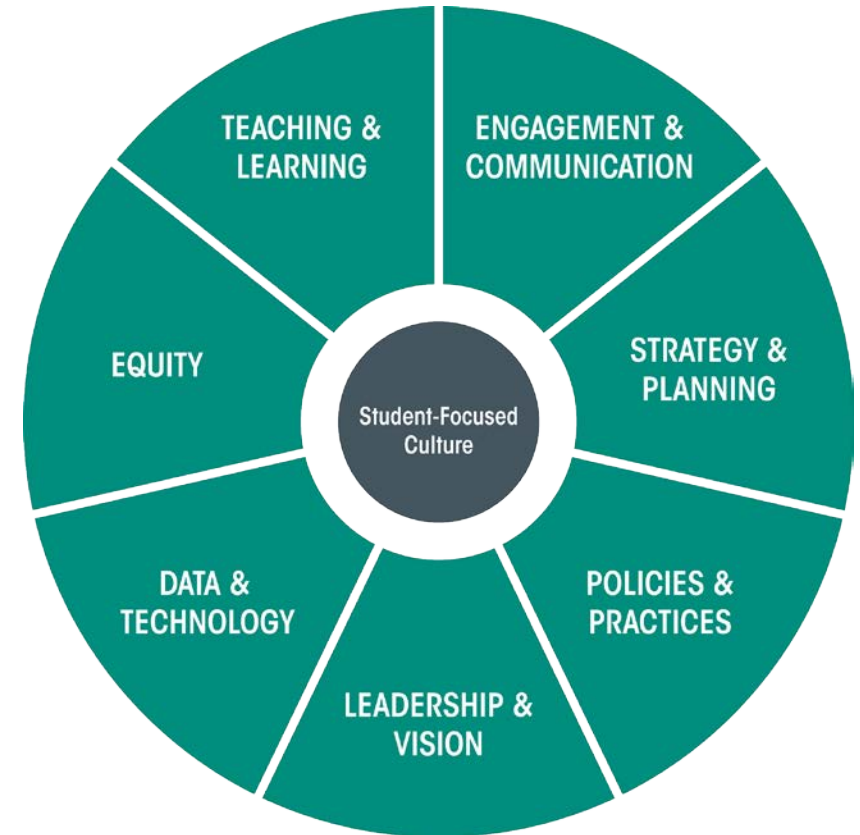 TEACHING &
LEARNING
ENGAGEMENT &
COMMUNICATION
EQUITY
STRATEGY &
PLANNING
Student-Focused
Culture
DATA &
TECHNOLOGY
POLICIES &
PRACTICES
LEADERSHIP &
VISION